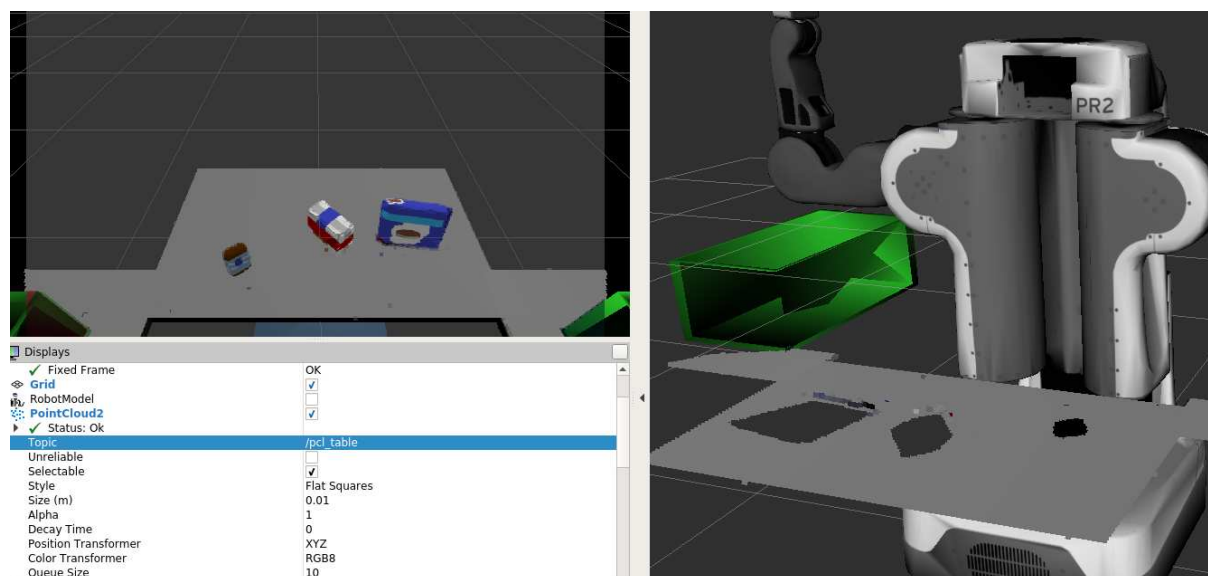 PR2
Displays
Fixed Frame OK
Grid
RobotModel
PointCloud2
Status: Ok
Topic /pcl_table
Unreliable
Selectable
Style Flat Squares
Size (m) 0.01
Alpha 1
Decay Time 0
Position Transformer XYZ
Color Transformer RGB8
Queue Size 10